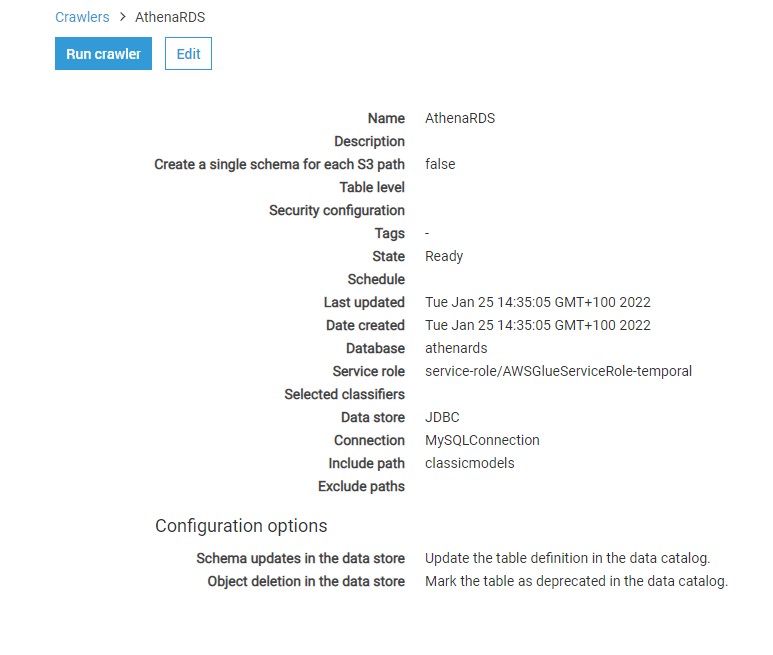 Crawlers > AthenaRDS
Run crawler Edit
Name AthenaRDS
Description
Create a single schema for each S3 path false
Table level
Security configuration
Tags -
State Ready
Schedule
Last updated Tue Jan 25 14:35:05 GMT+100 2022
Date created Tue Jan 25 14:35:05 GMT+100 2022
Database athenards
Service role service-role/AWSGlueServiceRole-temporal
Selected classifiers
Data store JDBC
Connection MySQLConnection
Include path classicmodels
Exclude paths
Configuration options
Schema updates in the data store Update the table definition in the data catalog.
Object deletion in the data store Mark the table as deprecated in the data catalog.